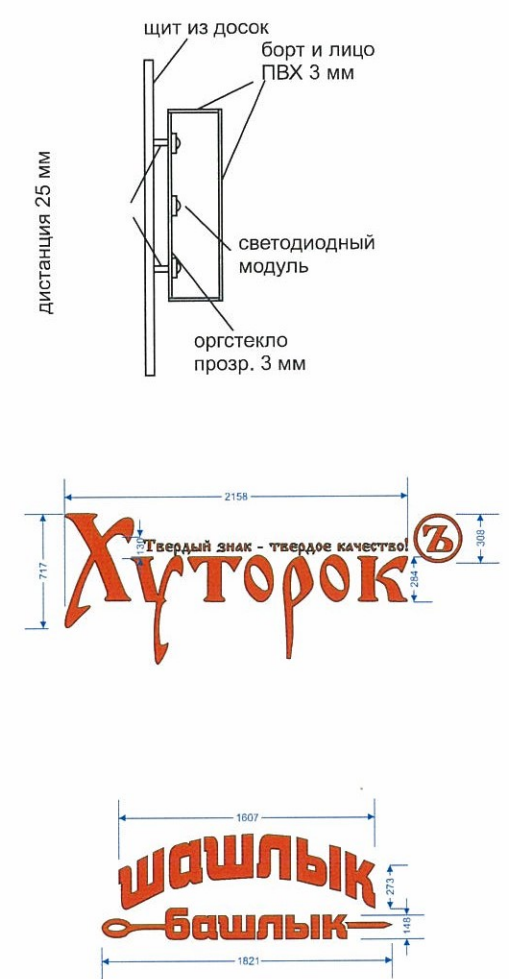 щит из досок
борт и лицо
ПВХ 3 мм
дистанция 25 мм
светодиодный
модуль
оргстекло
прозр. 3 мм
2158
717
130
Твердый знак - твердое качество!
Ъ
308
Хуторок
284
1607
шашлык
273
башлык
148
1821